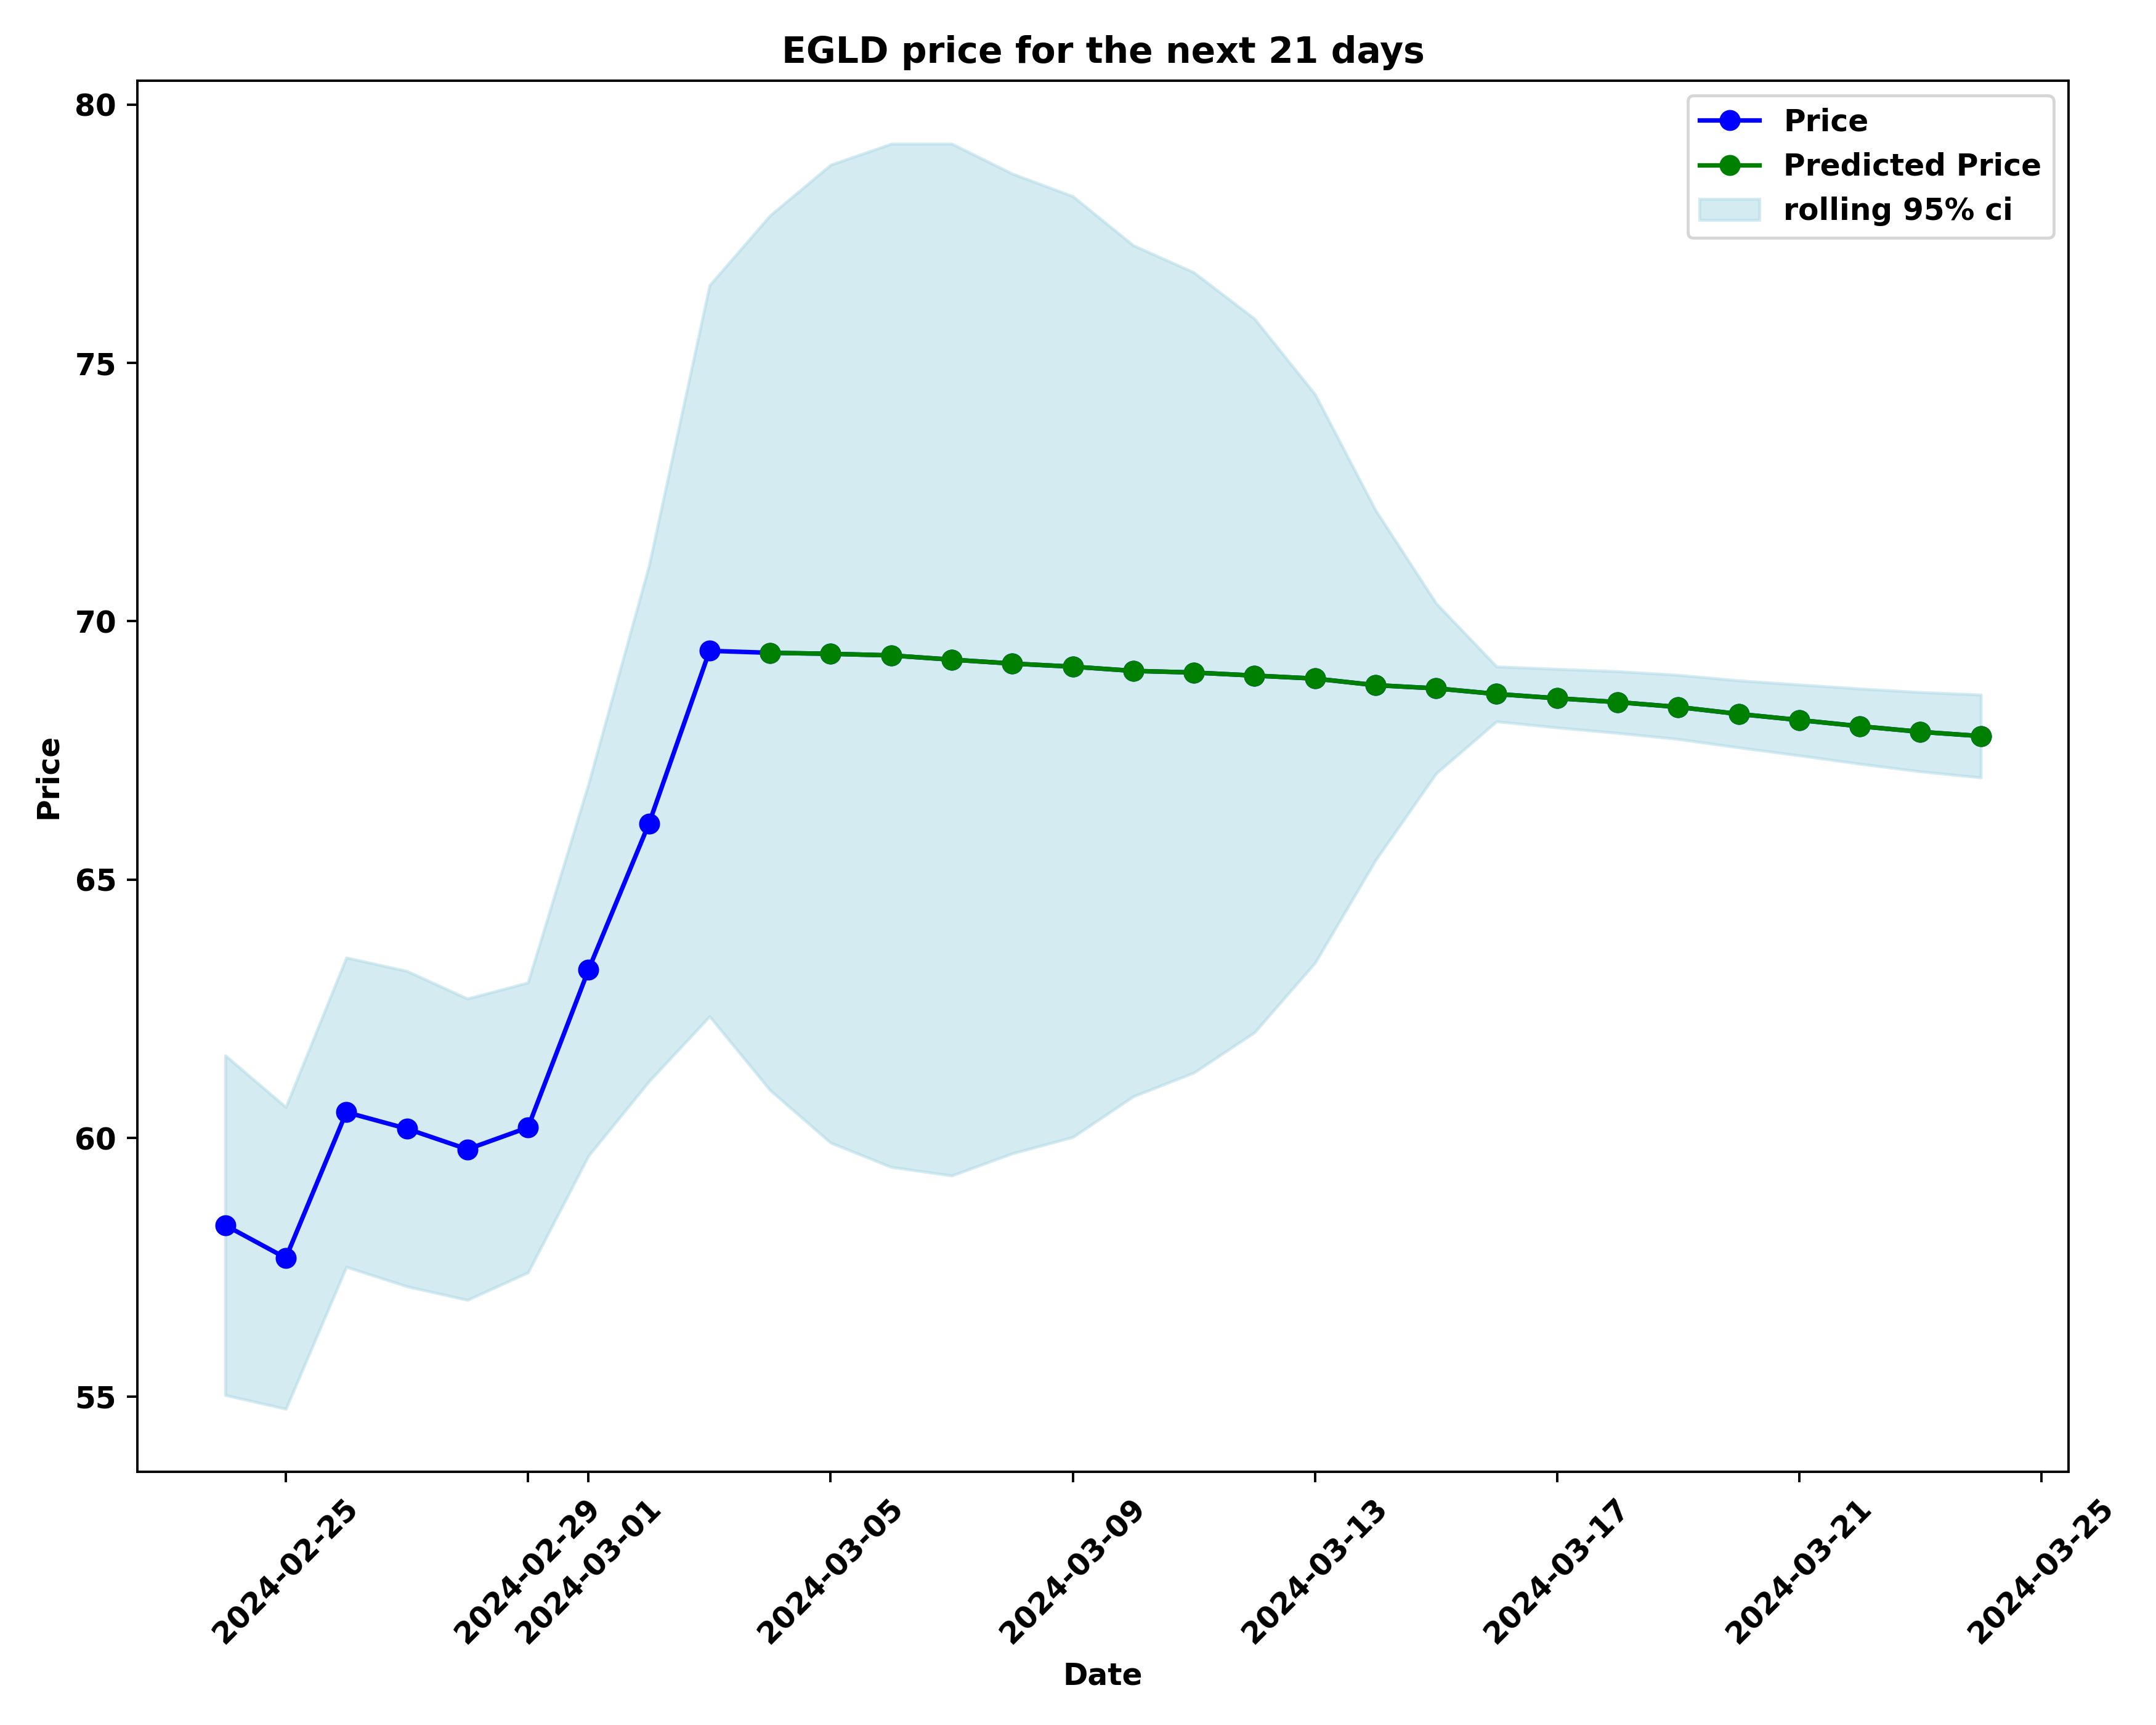 EGLD price for the next 21 days
Price
Predicted Price
rolling 95% ci
80
75
70
65
60
55
Price
2024-02-25
2024-02-29
2024-03-01
2024-03-05
2024-03-09
2024-03-13
2024-03-17
2024-03-21
2024-03-25
Date